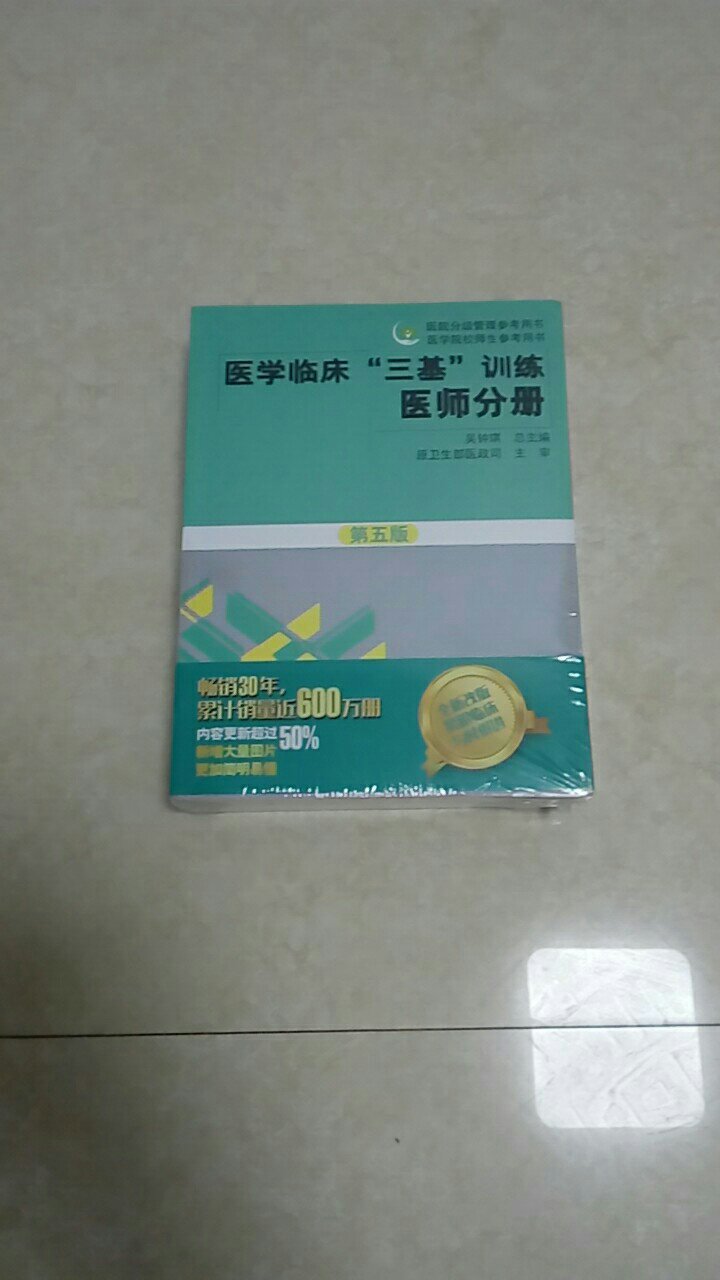 医院分级管理参考用书
医学院校师生参考用书
医学临床“三基”训练
医师分册
吴钟琪 总主编
原卫生部医政司 主 审
第五版
畅销30年，
累计销量近600万册
内容更新超过50%
新增大量图片
更加简明易懂
全新改版